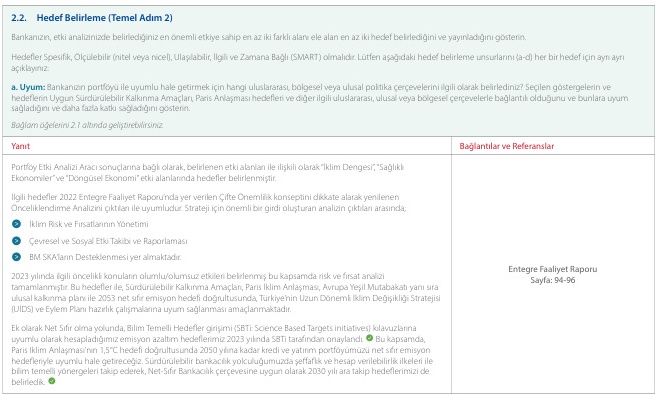 2.2. Hedef Belirleme (Temel Adım 2)
Bankanızın, etki analizinizde belirlediğiniz en önemli etkiye sahip en az iki farklı alanı ele alan en az iki hedef belirlediğini ve yayınladığını gösterin.
Hedefler Spesifik, Ölçülebilir (nitel veya nicel), Ulaşılabilir, İlgili ve Zamana Bağlı (SMART) olmalıdır. Lütfen aşağıdaki hedef belirleme unsurlarını (a-d) her bir hedef için ayrı ayrı
açıklayınız:
a. Uyum: Bankanızın portföyü ile uyumlu hale getirmek için hangi uluslararası, bölgesel veya ulusal politika çerçevelerini ilgili olarak belirledınız? Seçilen göstergelerin ve
hedeflerin Uygun Sürdürülebilir Kalkınma Amaçları, Paris Anlaşması hedefleri ve diğer ilgili uluslararası, ulusal veya bölgesel çerçevelerle bağlantılı olduğunu ve bunlara uyum
sağladığını ve daha fazla katkı sağladığını gösterin.
Bağlam öğelerini 2.1 altında geliştirebilirsiniz.
Yanıt
Bağlantılar ve Referanslar
Portföy Etki Analizi Aracı sonuçlarına bağlı olarak, belirlenen etki alanları ile ilişkili olarak "İklim Dengesi", "Sağlıklı
Ekonomiler" ve "Döngüsel Ekonomi" etki alanlarında hedefler belirlenmiştir.
İlgili hedefler 2022 Entegre Faaliyet Raporu'nda yer verilen Çifte Önemlilik konseptini dikkate alarak yenilenen
Önceliklendirme Analizini çıktıları ile uyumludur. Strateji için önemli bir girdi oluşturan analizin çıktıları arasında;
İklim Risk ve Fırsatlarının Yönetimi
Çevresel ve Sosyal Etki Takibi ve Raporlaması
BM SKA'ların Desteklenmesi yer almaktadır.
2023 yılında ilgili öncelikli konuların olumlu/olumsuz etkileri belirlenmiş bu kapsamda risk ve fırsat analizi
tamamlanmıştır. Bu hedefler ile, Sürdürülebilir Kalkınma Amaçları, Paris İklim Anlaşması, Avrupa Yeşil Mutabakatı yanı sıra
ulusal kalkınma planı ile 2053 net sıfır emisyon hedefi doğrultusunda, Türkiye'nin Uzun Dönemli İklim Değişikliği Stratejisi
(UİDS) ve Eylem Planı hazırlık çalışmalarına uyum sağlanması amaçlanmaktadır.
Ek olarak Net Sıfır olma yolunda, Bilim Temelli Hedefler girişimi (SBTi: Science Based Targets initiatives) kılavuzlarına
uyumlu olarak hesapladığımız emisyon azaltım hedeflerimiz 2023 yılında SBTi tarafından onaylandı. Bu kapsamda,
Paris İklim Anlaşması'nın 1,5°C hedefi doğrultusunda 2050 yılına kadar kredi ve yatırım portföyümüzü net sıfır emisyon
hedefleriyle uyumlu hale getireceğiz. Sürdürülebilir bankacılık yolculuğumuzda şeffaflık ve hesap verilebilirlik ilkeleri ile
bilim temelli yönergeleri takip ederek, Net-Sıfır Bankacılık çerçevesine uygun olarak 2030 yılı ara takip hedeflerimizi de
belirledik.
Entegre Faaliyet Raporu
Sayfa: 94-96